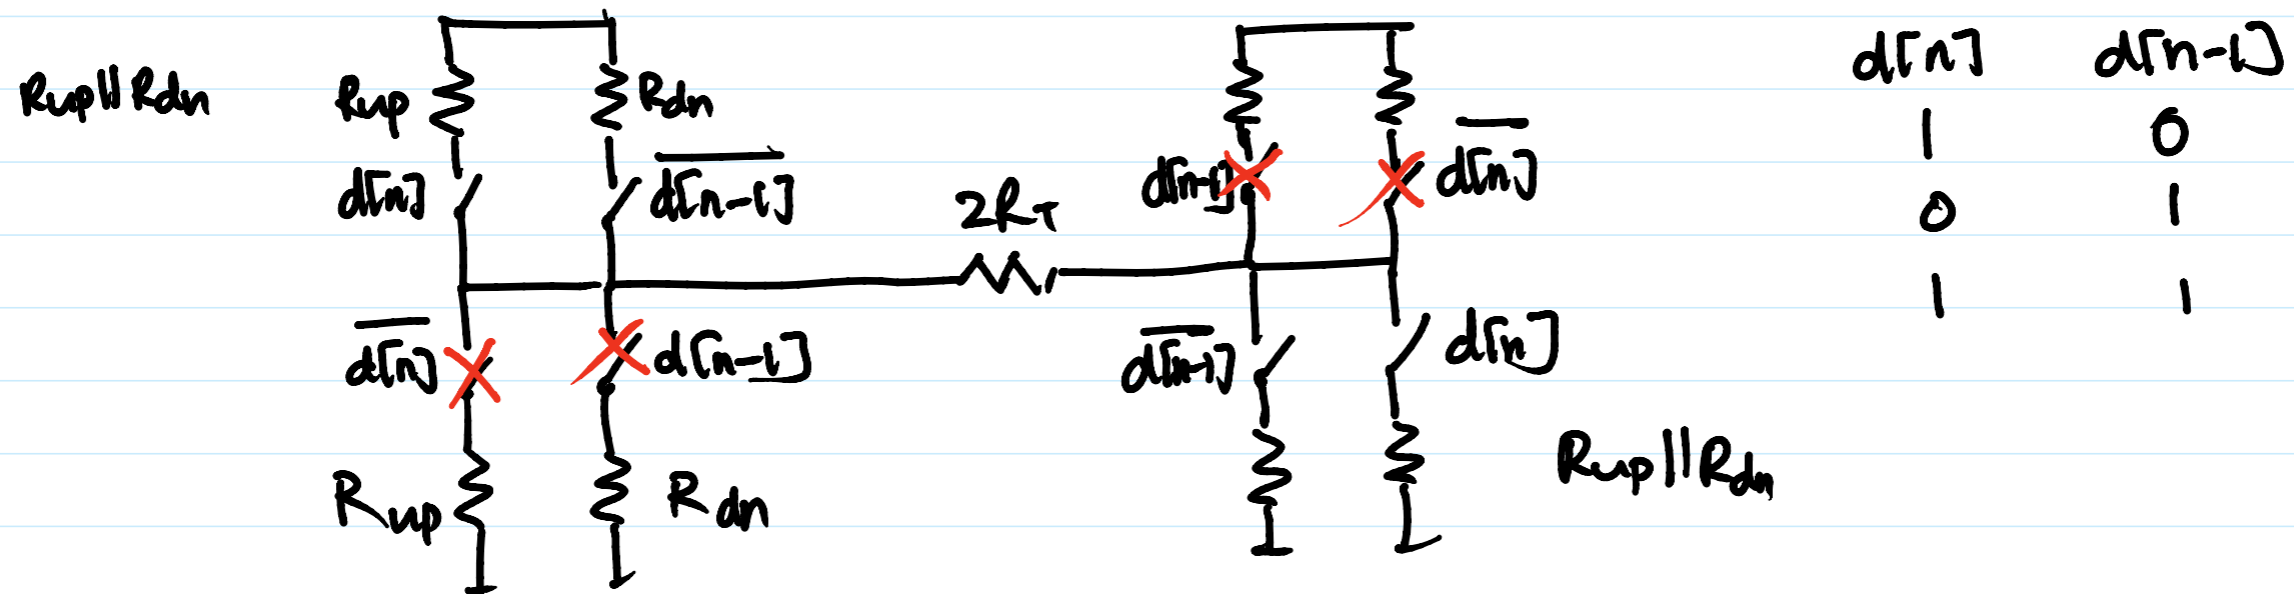 Rup||Rdn
Rup
Rdn
d[n]
d[n-1]
2RT
d[n-1]
d[n]
d[n]
d[n-1]
d[n-1]
d[n]
Rup
Rdn
Rup||Rdn
d[n] d[n-1]
1 0
0 1
1 1